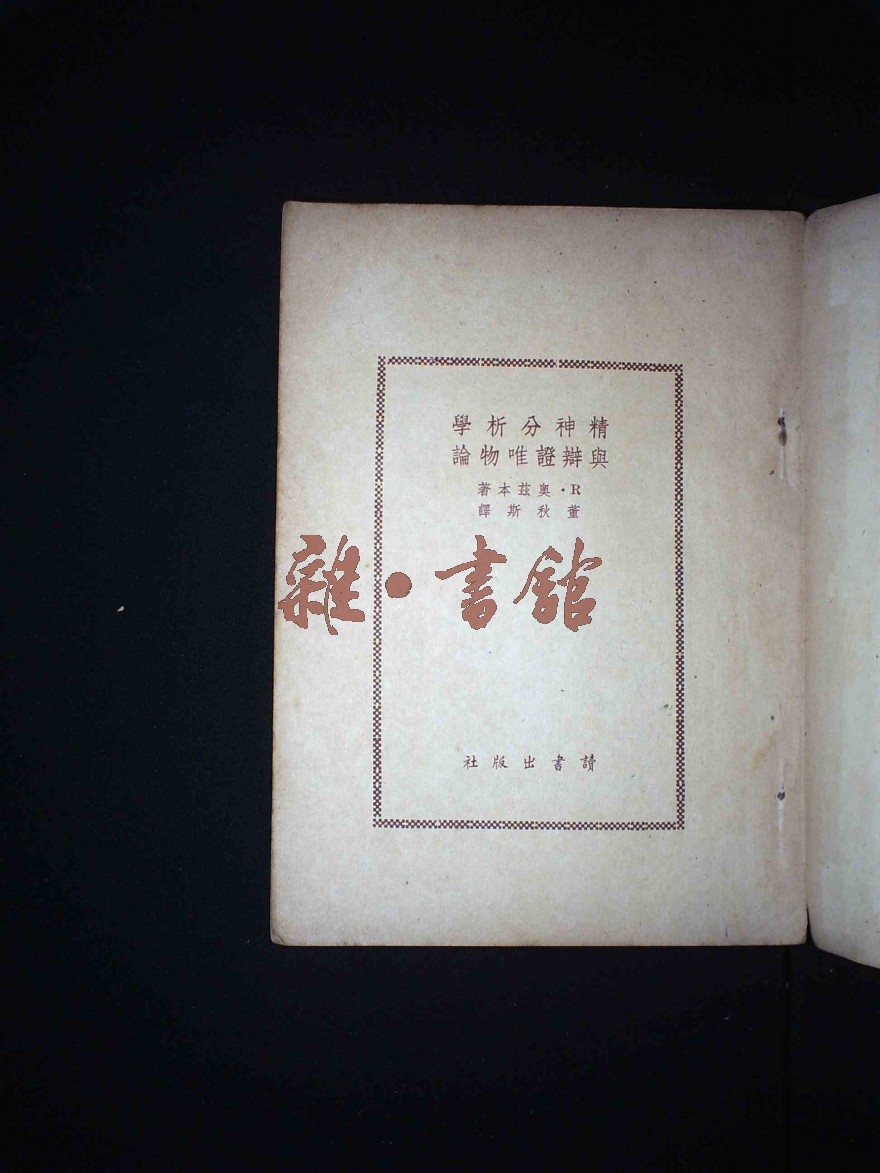 精神分析學
與辯證唯物論
R·奥茲本著
董秋斯譯
雜·書館
讀書出版社